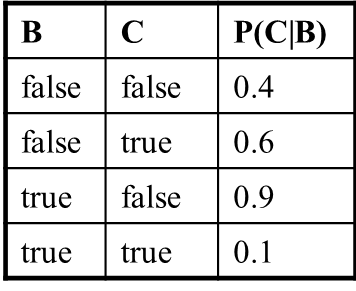 B C P(C|B)
false false 0.4
false true 0.6
true false 0.9
true true 0.1